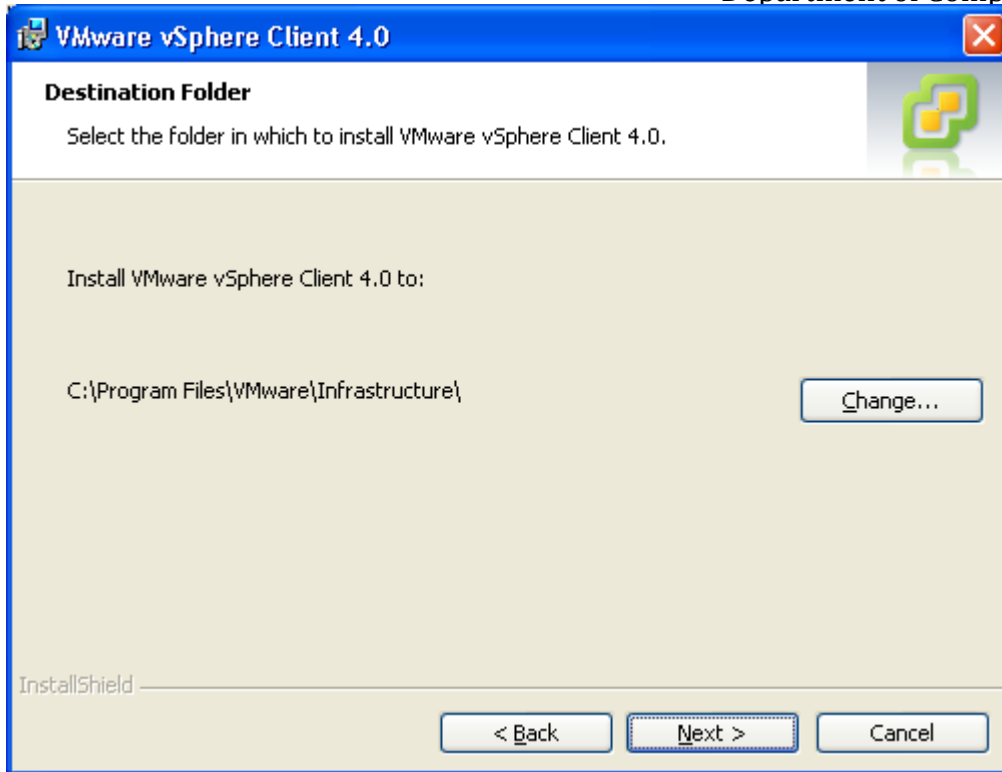 VMware vSphere Client 4.0
Destination Folder
Select the folder in which to install VMware vSphere Client 4.0.
Install VMware vSphere Client 4.0 to:
C:\Program Files\VMware\Infrastructure\
Change...
InstallShield
< Back
Next >
Cancel